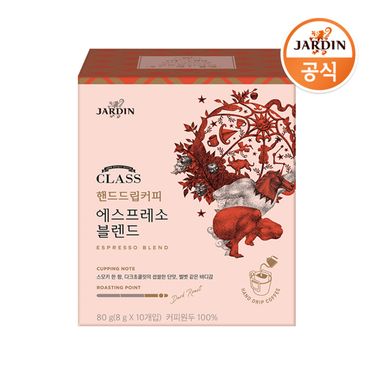 JARDIN
공식
JARDIN
CLASS
핸드드립커피
에스프레소
블렌드
ESPRESSO BLEND
CUPPING NOTE
스모키 한 향, 다크초콜릿의 쌉쌀한 단맛, 벨벳 같은 바디감
ROASTING POINT
Dark Roast
HAND DRIP COFFEE
80 g(8 g X 10개입) 커피원두 100%